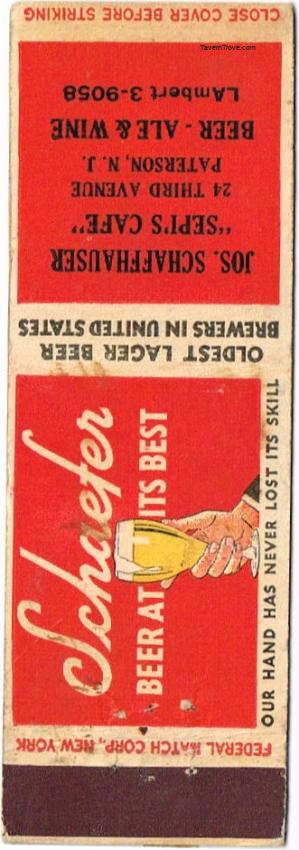 CLOSE COVER BEFORE STRIKING
TavernTrove.com
JOS. SCHAFFHAUSER
"SEPI'S CAFE"
24 THIRD AVENUE
PATERSON, N. J.
BEER - ALE & WINE
LAmbert 3-9058
OLDEST LAGER BEER
BREWERS IN UNITED STATES
Schaefer
BEER AT ITS BEST
OUR HAND HAS NEVER LOST ITS SKILL
FEDERAL MATCH CORP., NEW YORK